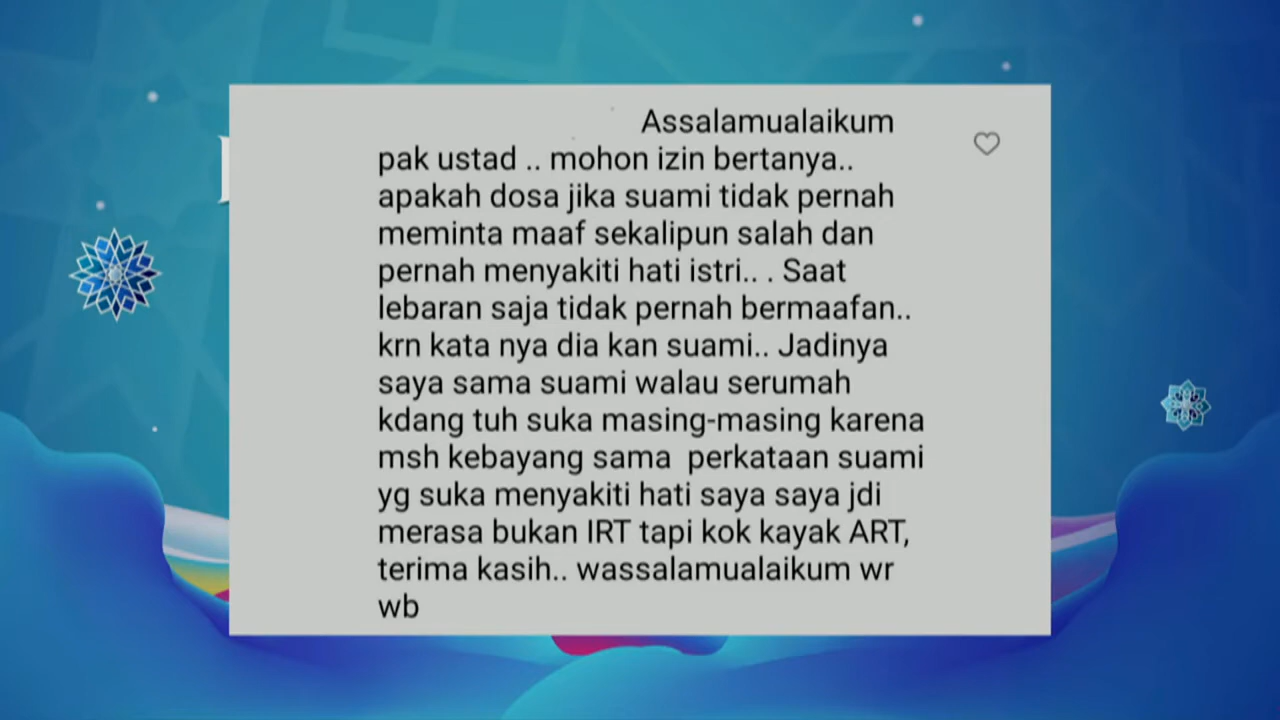 Assalamualaikum
pak ustad .. mohon izin bertanya..
apakah dosa jika suami tidak pernah
meminta maaf sekalipun salah dan
pernah menyakiti hati istri.. . Saat
lebaran saja tidak pernah bermaafan..
krn kata nya dia kan suami.. Jadinya
saya sama suami walau serumah
kdang tuh suka masing-masing karena
msh kebayang sama  perkataan suami
yg suka menyakiti hati saya saya jdi
merasa bukan IRT tapi kok kayak ART,
terima kasih.. wassalamualaikum wr
wb